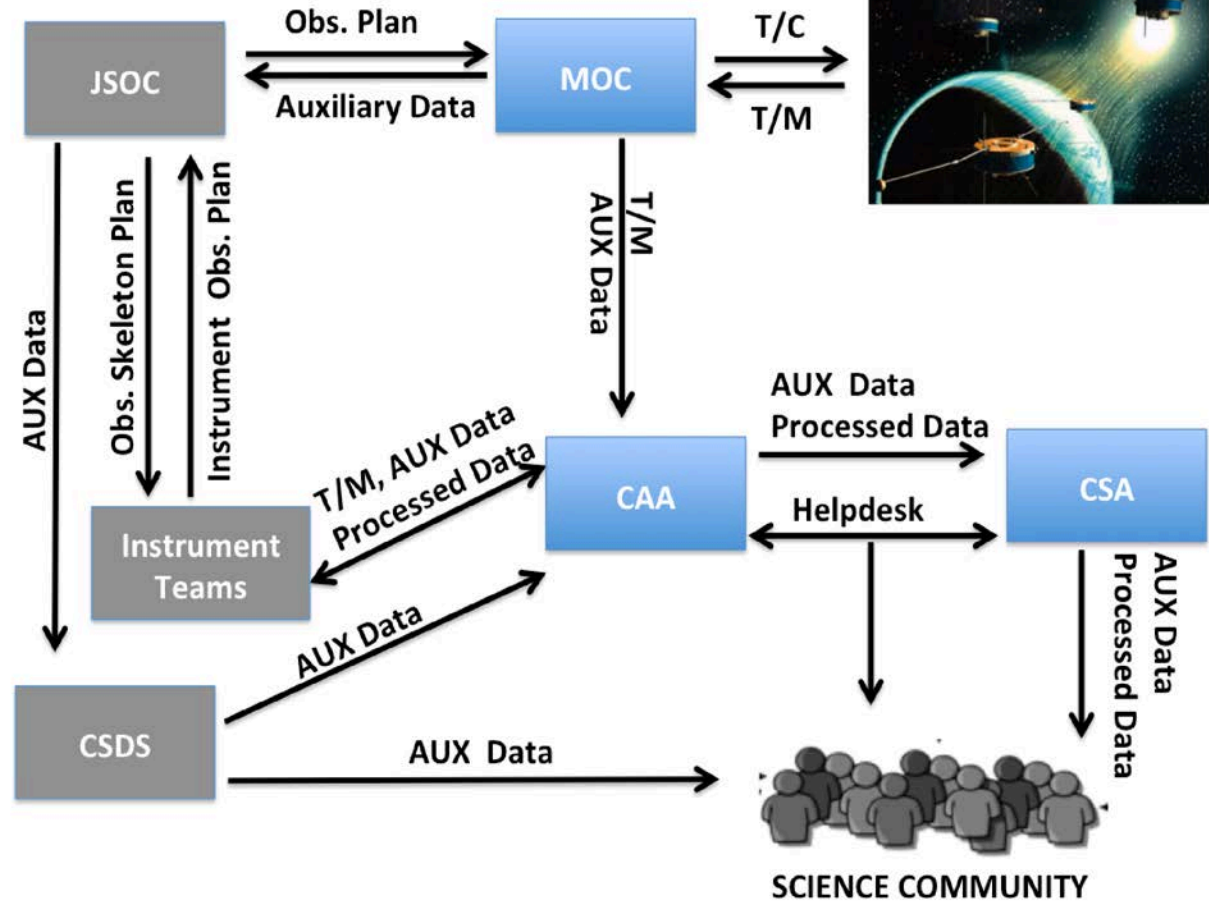 Obs. Plan
T/C
JSOC
MOC
Auxiliary Data
T/M
T/M
AUX Data
AUX Data
Obs. Skeleton Plan
Instrument Obs. Plan
AUX Data
Processed Data
T/M, AUX Data
Processed Data
CAA
CSA
Helpdesk
Instrument
Teams
AUX Data
Processed Data
AUX Data
CSDS
AUX Data
SCIENCE COMMUNITY